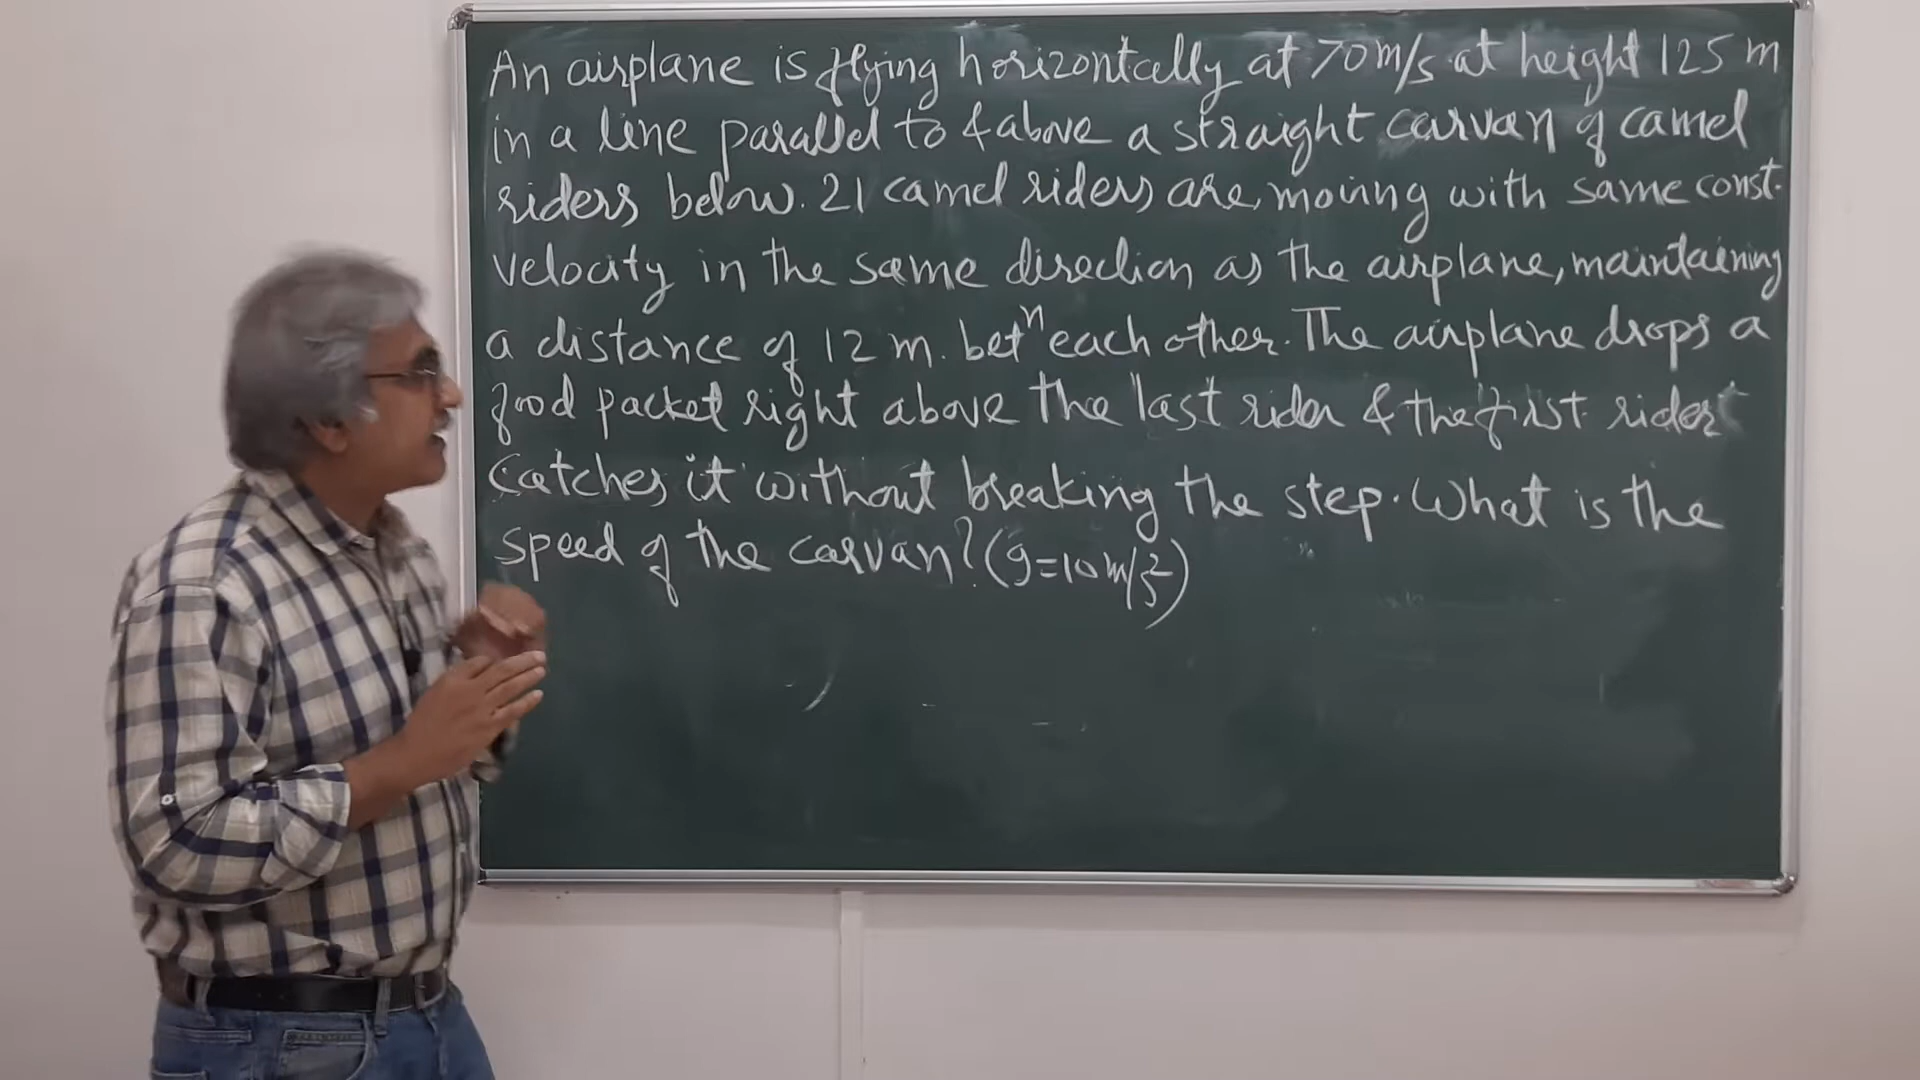 An airplane is flying horizontally at 70 m/s at height 125 m
in a line parallel to & above a straight carvan of camel
riders below. 21 camel riders are moving with same const.
velocity in the same direction as the airplane, maintaining
a distance of 12 m. betⁿ each other. The airplane drops a
food packet right above the last rider & the first rider
catches it without breaking the step. What is the
speed of the carvan? (g=10 m/s²)